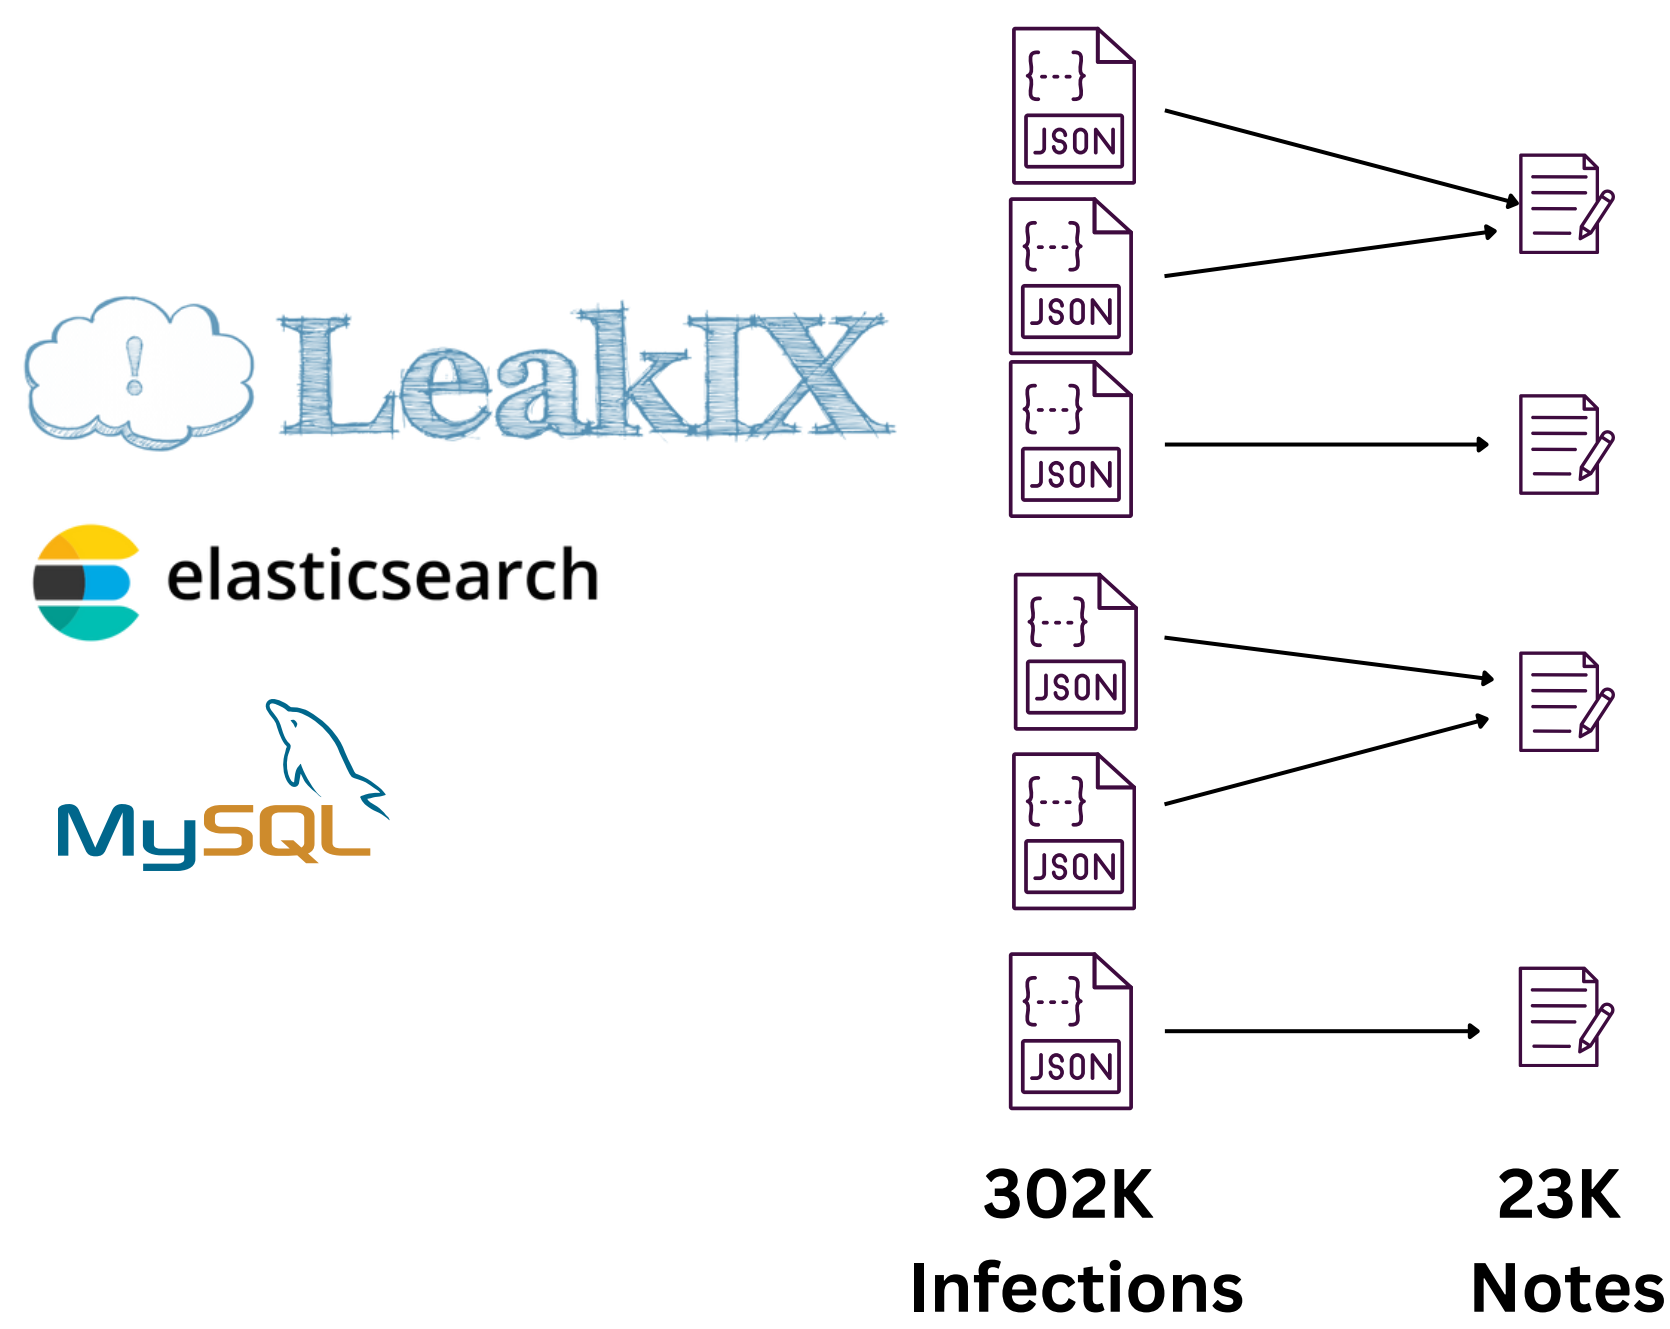 LeakIX
elasticsearch
MySQL
{---}
JSON
{---}
JSON
{---}
JSON
{---}
JSON
{---}
JSON
{---}
JSON
302K
Infections
23K
Notes